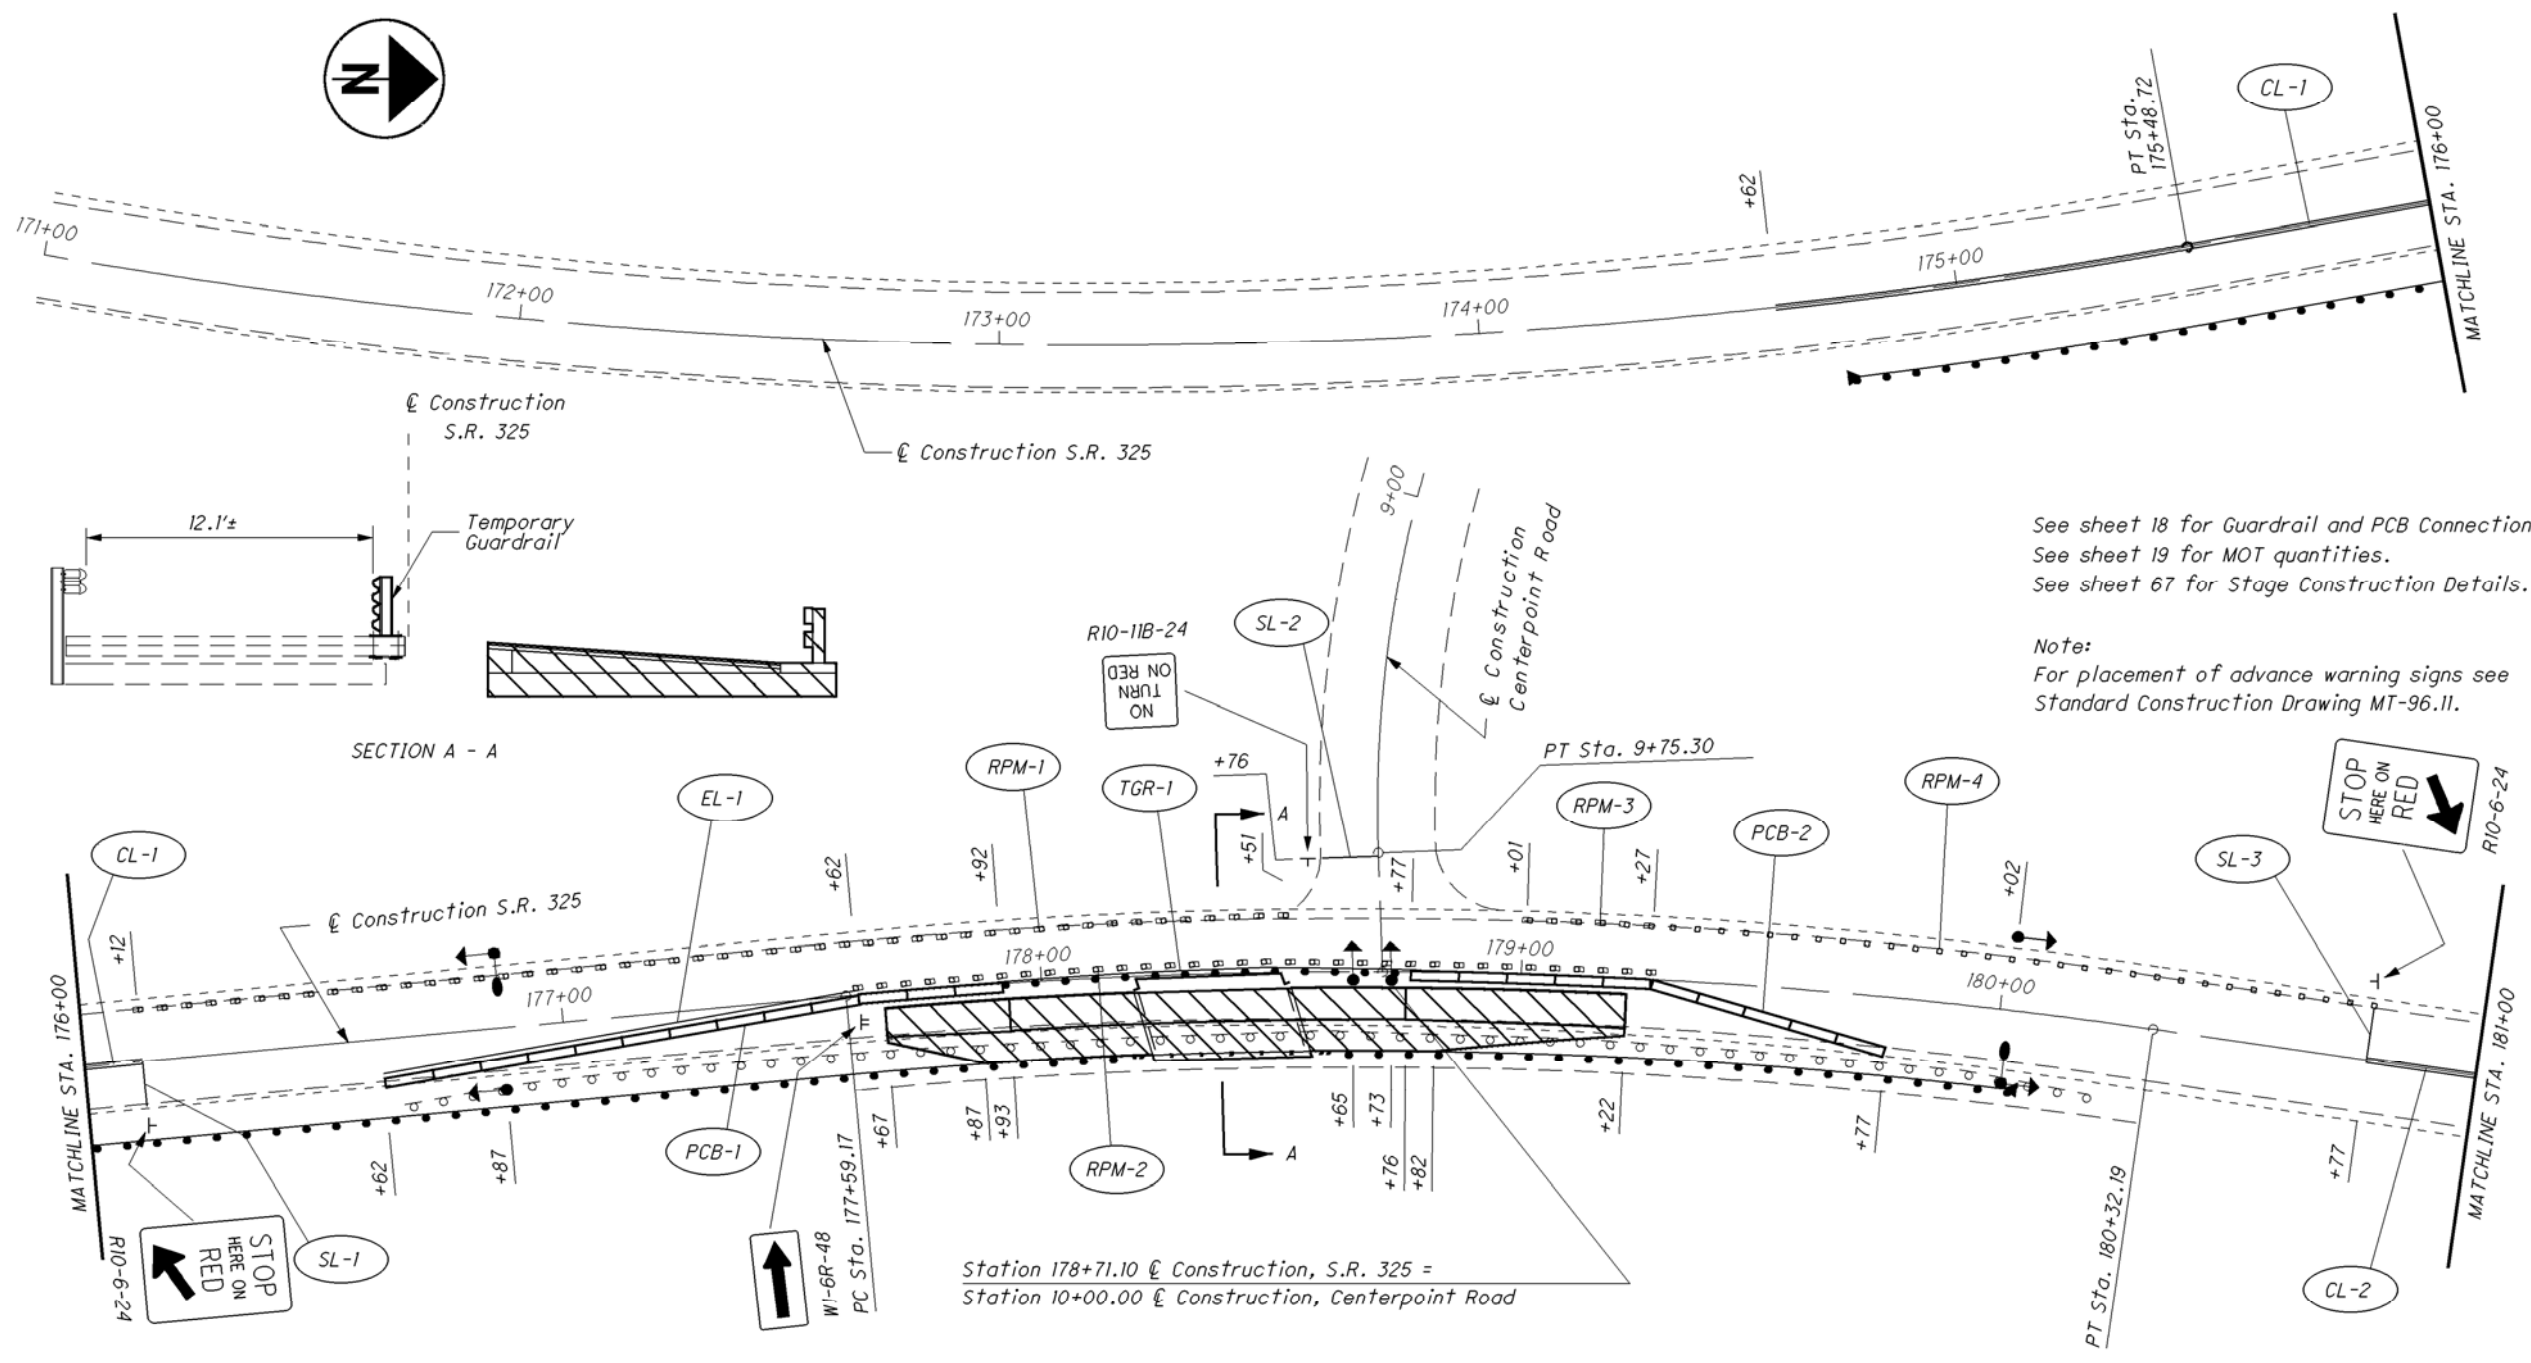 N
171+00
172+00
173+00
174+00
+62
175+00
PT Sta.
175+48.72
CL-1
MATCHLINE STA. 176+00
℄ Construction S.R. 325
℄ Construction
S.R. 325
12.1'±
Temporary
Guardrail
SECTION A - A
9+00
℄ Construction
Centerpoint Road
See sheet 18 for Guardrail and PCB Connection
See sheet 19 for MOT quantities.
See sheet 67 for Stage Construction Details.
Note:
For placement of advance warning signs see
Standard Construction Drawing MT-96.11.
R10-11B-24
NO
TURN
ON RED
SL-2
PT Sta. 9+75.30
+76
+51
A
CL-1
EL-1
RPM-1
TGR-1
RPM-3
PCB-2
RPM-4
SL-3
STOP
HERE ON
RED
R10-6-24
MATCHLINE STA. 176+00
+12
℄ Construction S.R. 325
+62
+92
+77
+01
+27
+02
177+00
178+00
179+00
180+00
MATCHLINE STA. 181+00
+62
+87
PCB-1
+67
+87
+93
RPM-2
A
+65
+73
+76
+82
+22
+77
+77
PC Sta. 177+59.17
W1-6R-48
PT Sta. 180+32.19
R10-6-24
STOP
HERE ON
RED
SL-1
CL-2
Station 178+71.10 ℄ Construction, S.R. 325 =
Station 10+00.00 ℄ Construction, Centerpoint Road